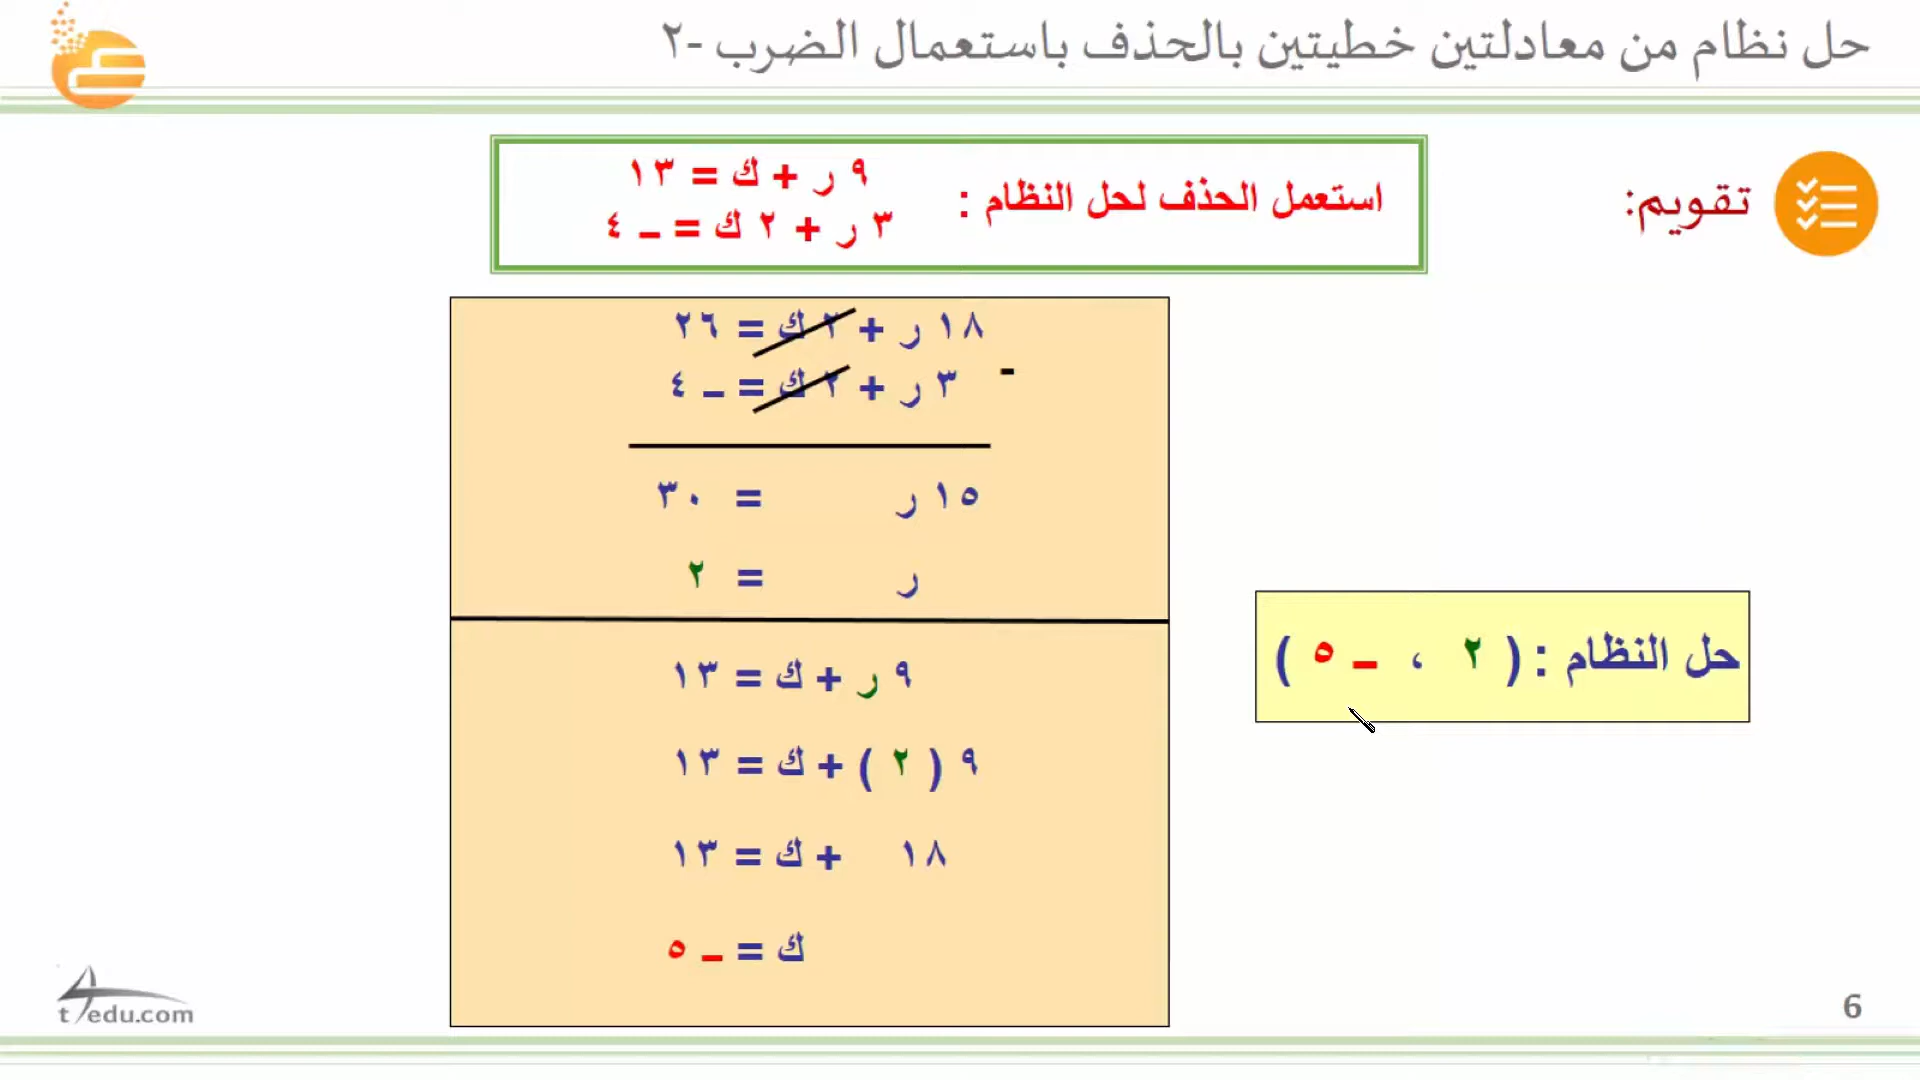 حل نظام من معادلتين خطيتين بالحذف باستعمال الضرب -٢
تقويم:
استعمل الحذف لحل النظام :
٩ ر + ك = ١٣
٣ ر + ٢ ك = – ٤
١٨ ر + ٢ ك = ٢٦
-
٣ ر + ٢ ك = – ٤
١٥ ر = ٣٠
ر = ٢
٩ ر + ك = ١٣
٩ ( ٢ ) + ك = ١٣
١٨ + ك = ١٣
ك = – ٥
حل النظام : ( ٢ ، – ٥ )
t4edu.com
6